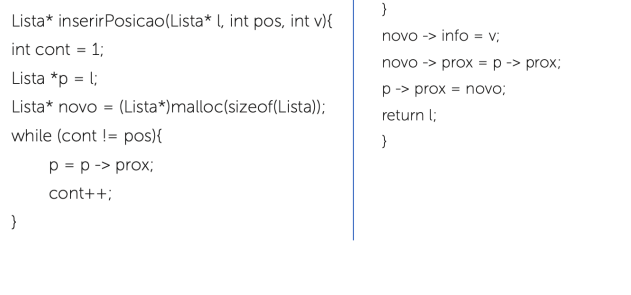 Lista* inserirPosicao(Lista* l, int pos, int v){
int cont = 1;
Lista *p = l;
Lista* novo = (Lista*)malloc(sizeof(Lista));
while (cont != pos){
p = p -> prox;
cont++;
}
}
novo -> info = v;
novo -> prox = p -> prox;
p -> prox = novo;
return l;
}